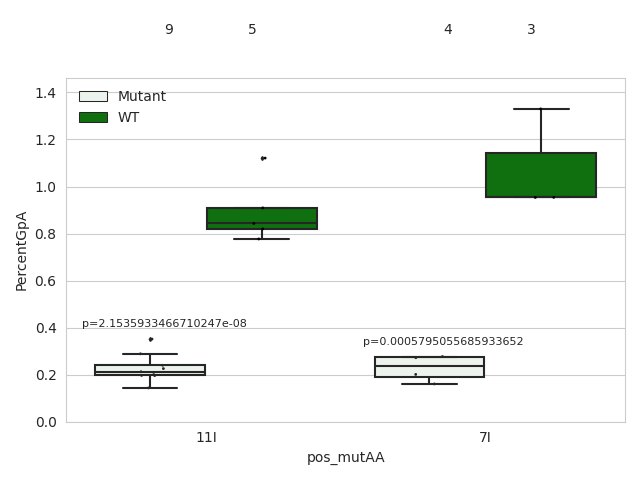 9 5 4 3
1.4
1.2
1.0
0.8
0.6
0.4
0.2
0.0
PercentGpA
Mutant
WT
p=2.1535933466710247e-08
p=0.0005795055685933652
11I 7I
pos_mutAA